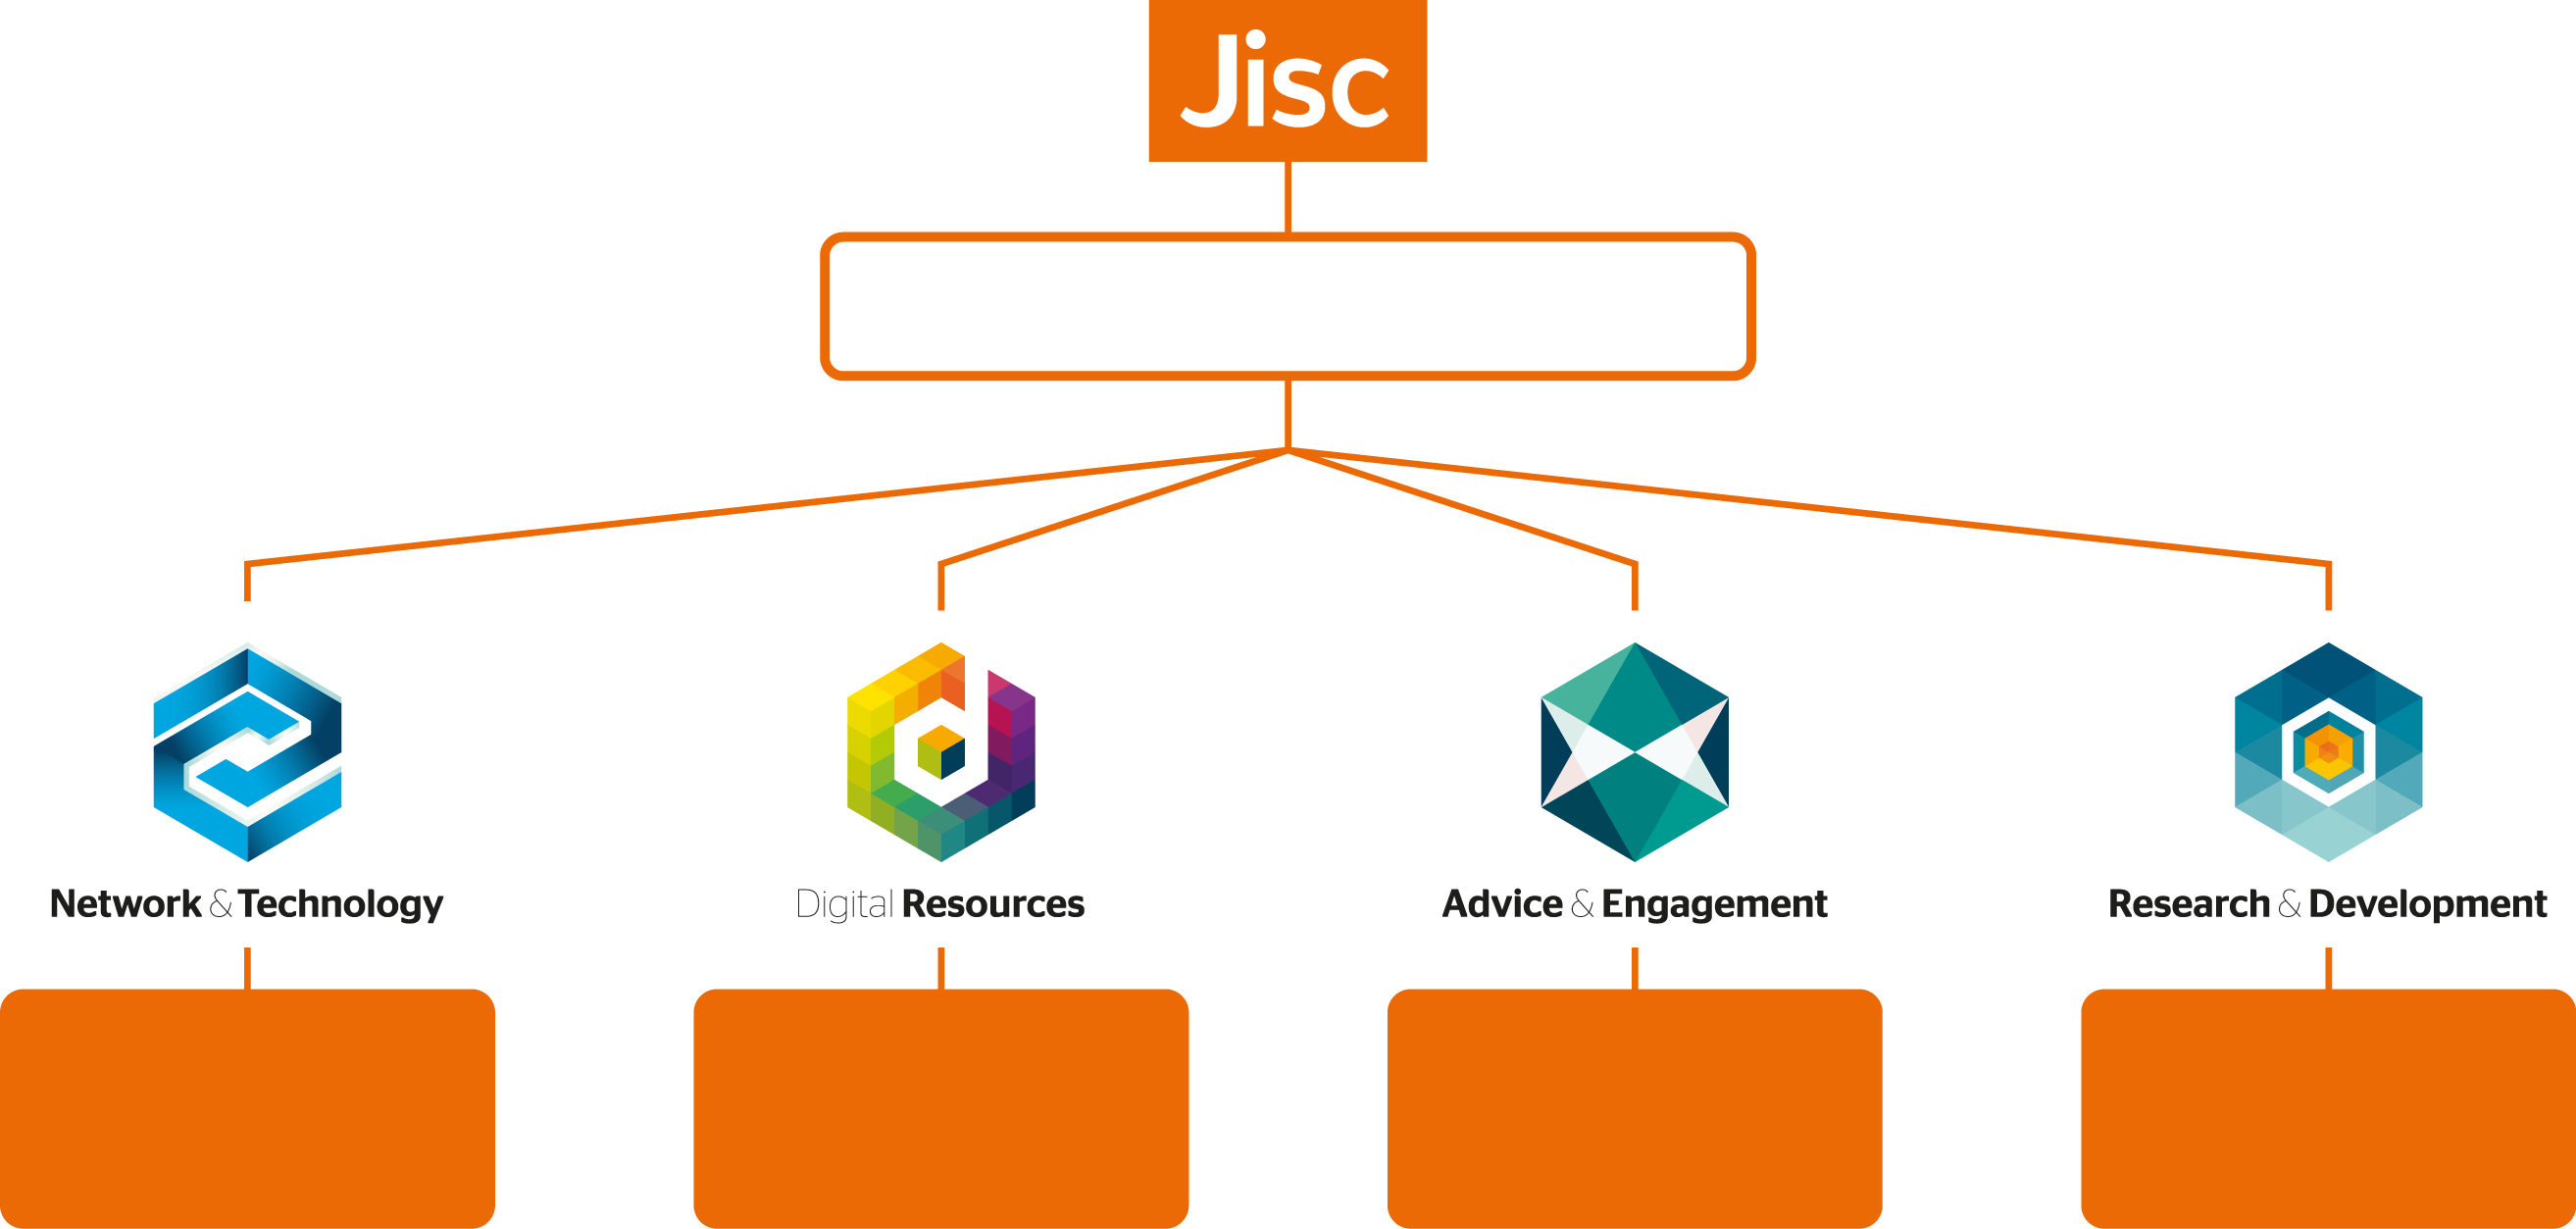 Jisc
Network & Technology
Digital Resources
Advice & Engagement
Research & Development